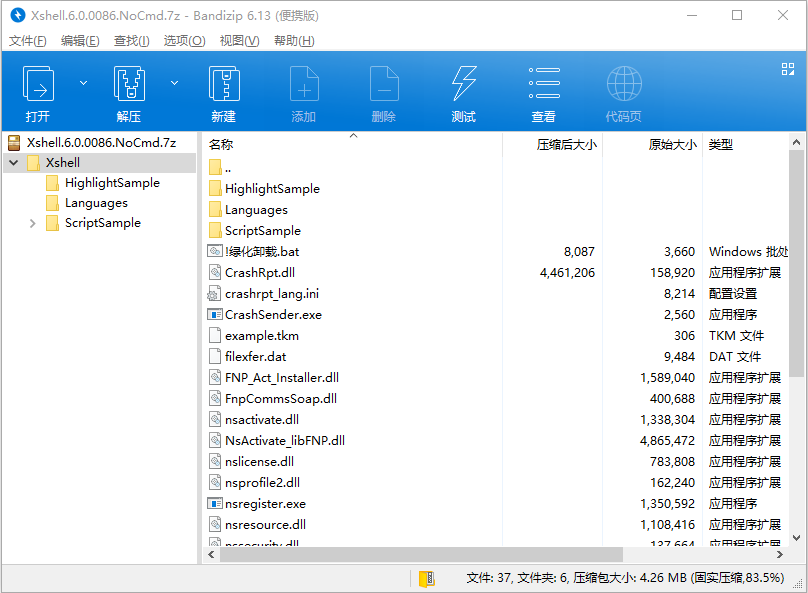 Xshell.6.0.0086.NoCmd.7z - Bandizip 6.13 (便携版)
文件(F) 编辑(E) 查找(I) 选项(O) 视图(V) 帮助(H)
打开 解压 新建 添加 删除 测试 查看 代码页
Xshell.6.0.0086.NoCmd.7z
Xshell
HighlightSample
Languages
ScriptSample
名称 压缩后大小 原始大小 类型
..
HighlightSample
Languages
ScriptSample
!绿化卸载.bat 8,087 3,660 Windows 批处
CrashRpt.dll 4,461,206 158,920 应用程序扩展
crashrpt_lang.ini 8,214 配置设置
CrashSender.exe 2,560 应用程序
example.tkm 306 TKM 文件
filexfer.dat 9,484 DAT 文件
FNP_Act_Installer.dll 1,589,040 应用程序扩展
FnpCommsSoap.dll 400,688 应用程序扩展
nsactivate.dll 1,338,304 应用程序扩展
NsActivate_libFNP.dll 4,865,472 应用程序扩展
nslicense.dll 783,808 应用程序扩展
nsprofile2.dll 162,240 应用程序扩展
nsregister.exe 1,350,592 应用程序
nsresource.dll 1,108,416 应用程序扩展
nssecurity.dll 137,664 应用程序扩展
文件: 37, 文件夹: 6, 压缩包大小: 4.26 MB (固实压缩,83.5%)